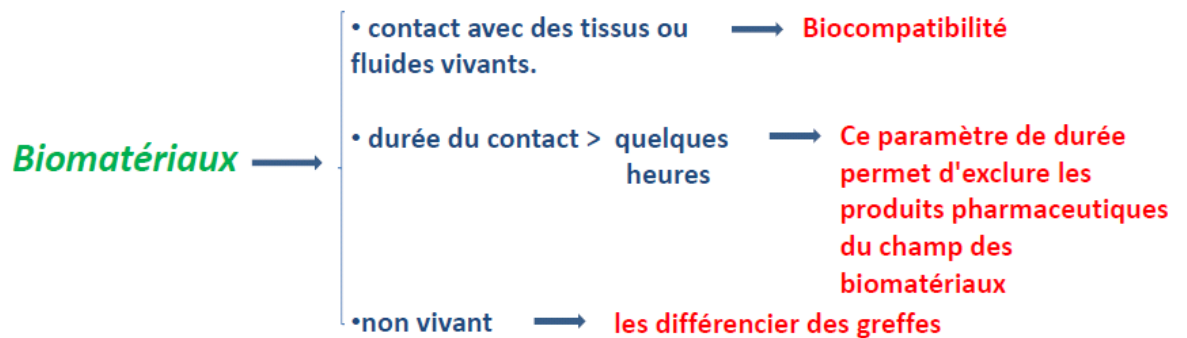 • contact avec des tissus ou
fluides vivants.
Biocompatibilité
Biomatériaux
• durée du contact > quelques
heures
Ce paramètre de durée
permet d'exclure les
produits pharmaceutiques
du champ des
biomatériaux
•non vivant
les différencier des greffes